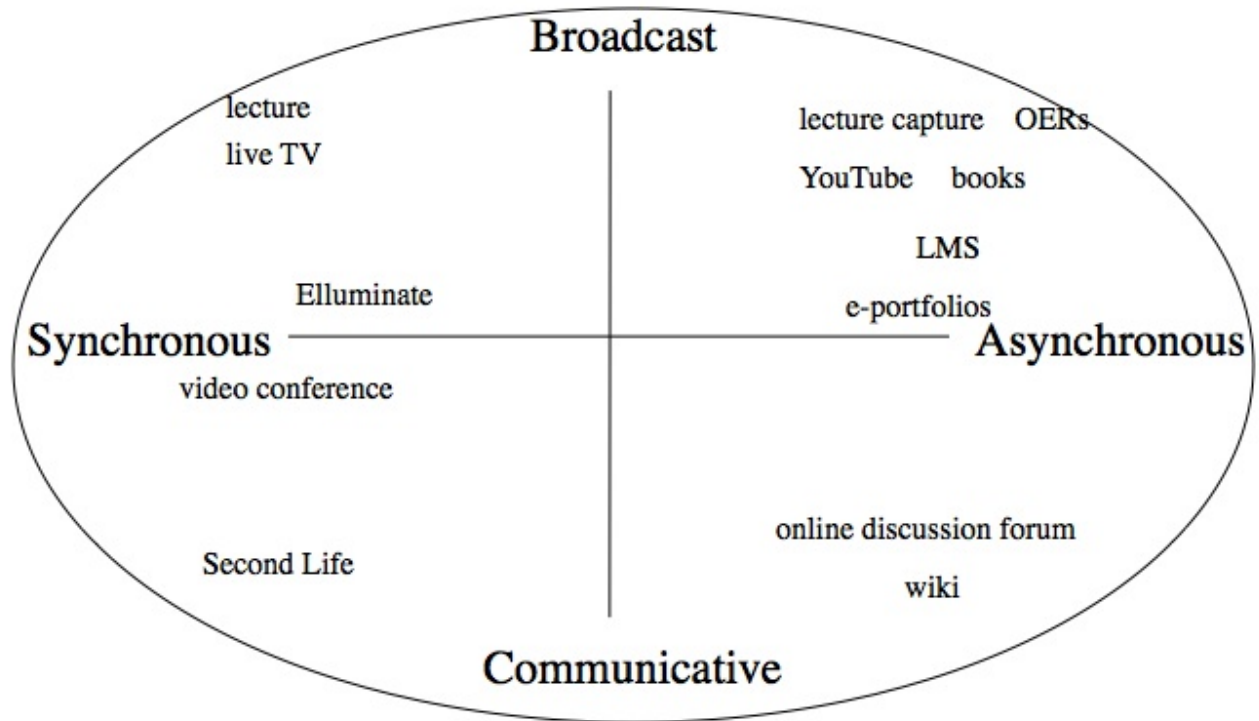 Broadcast
lecture
live TV
lecture capture OERs
YouTube books
LMS
Elluminate
e-portfolios
Synchronous
Asynchronous
video conference
online discussion forum
Second Life
wiki
Communicative